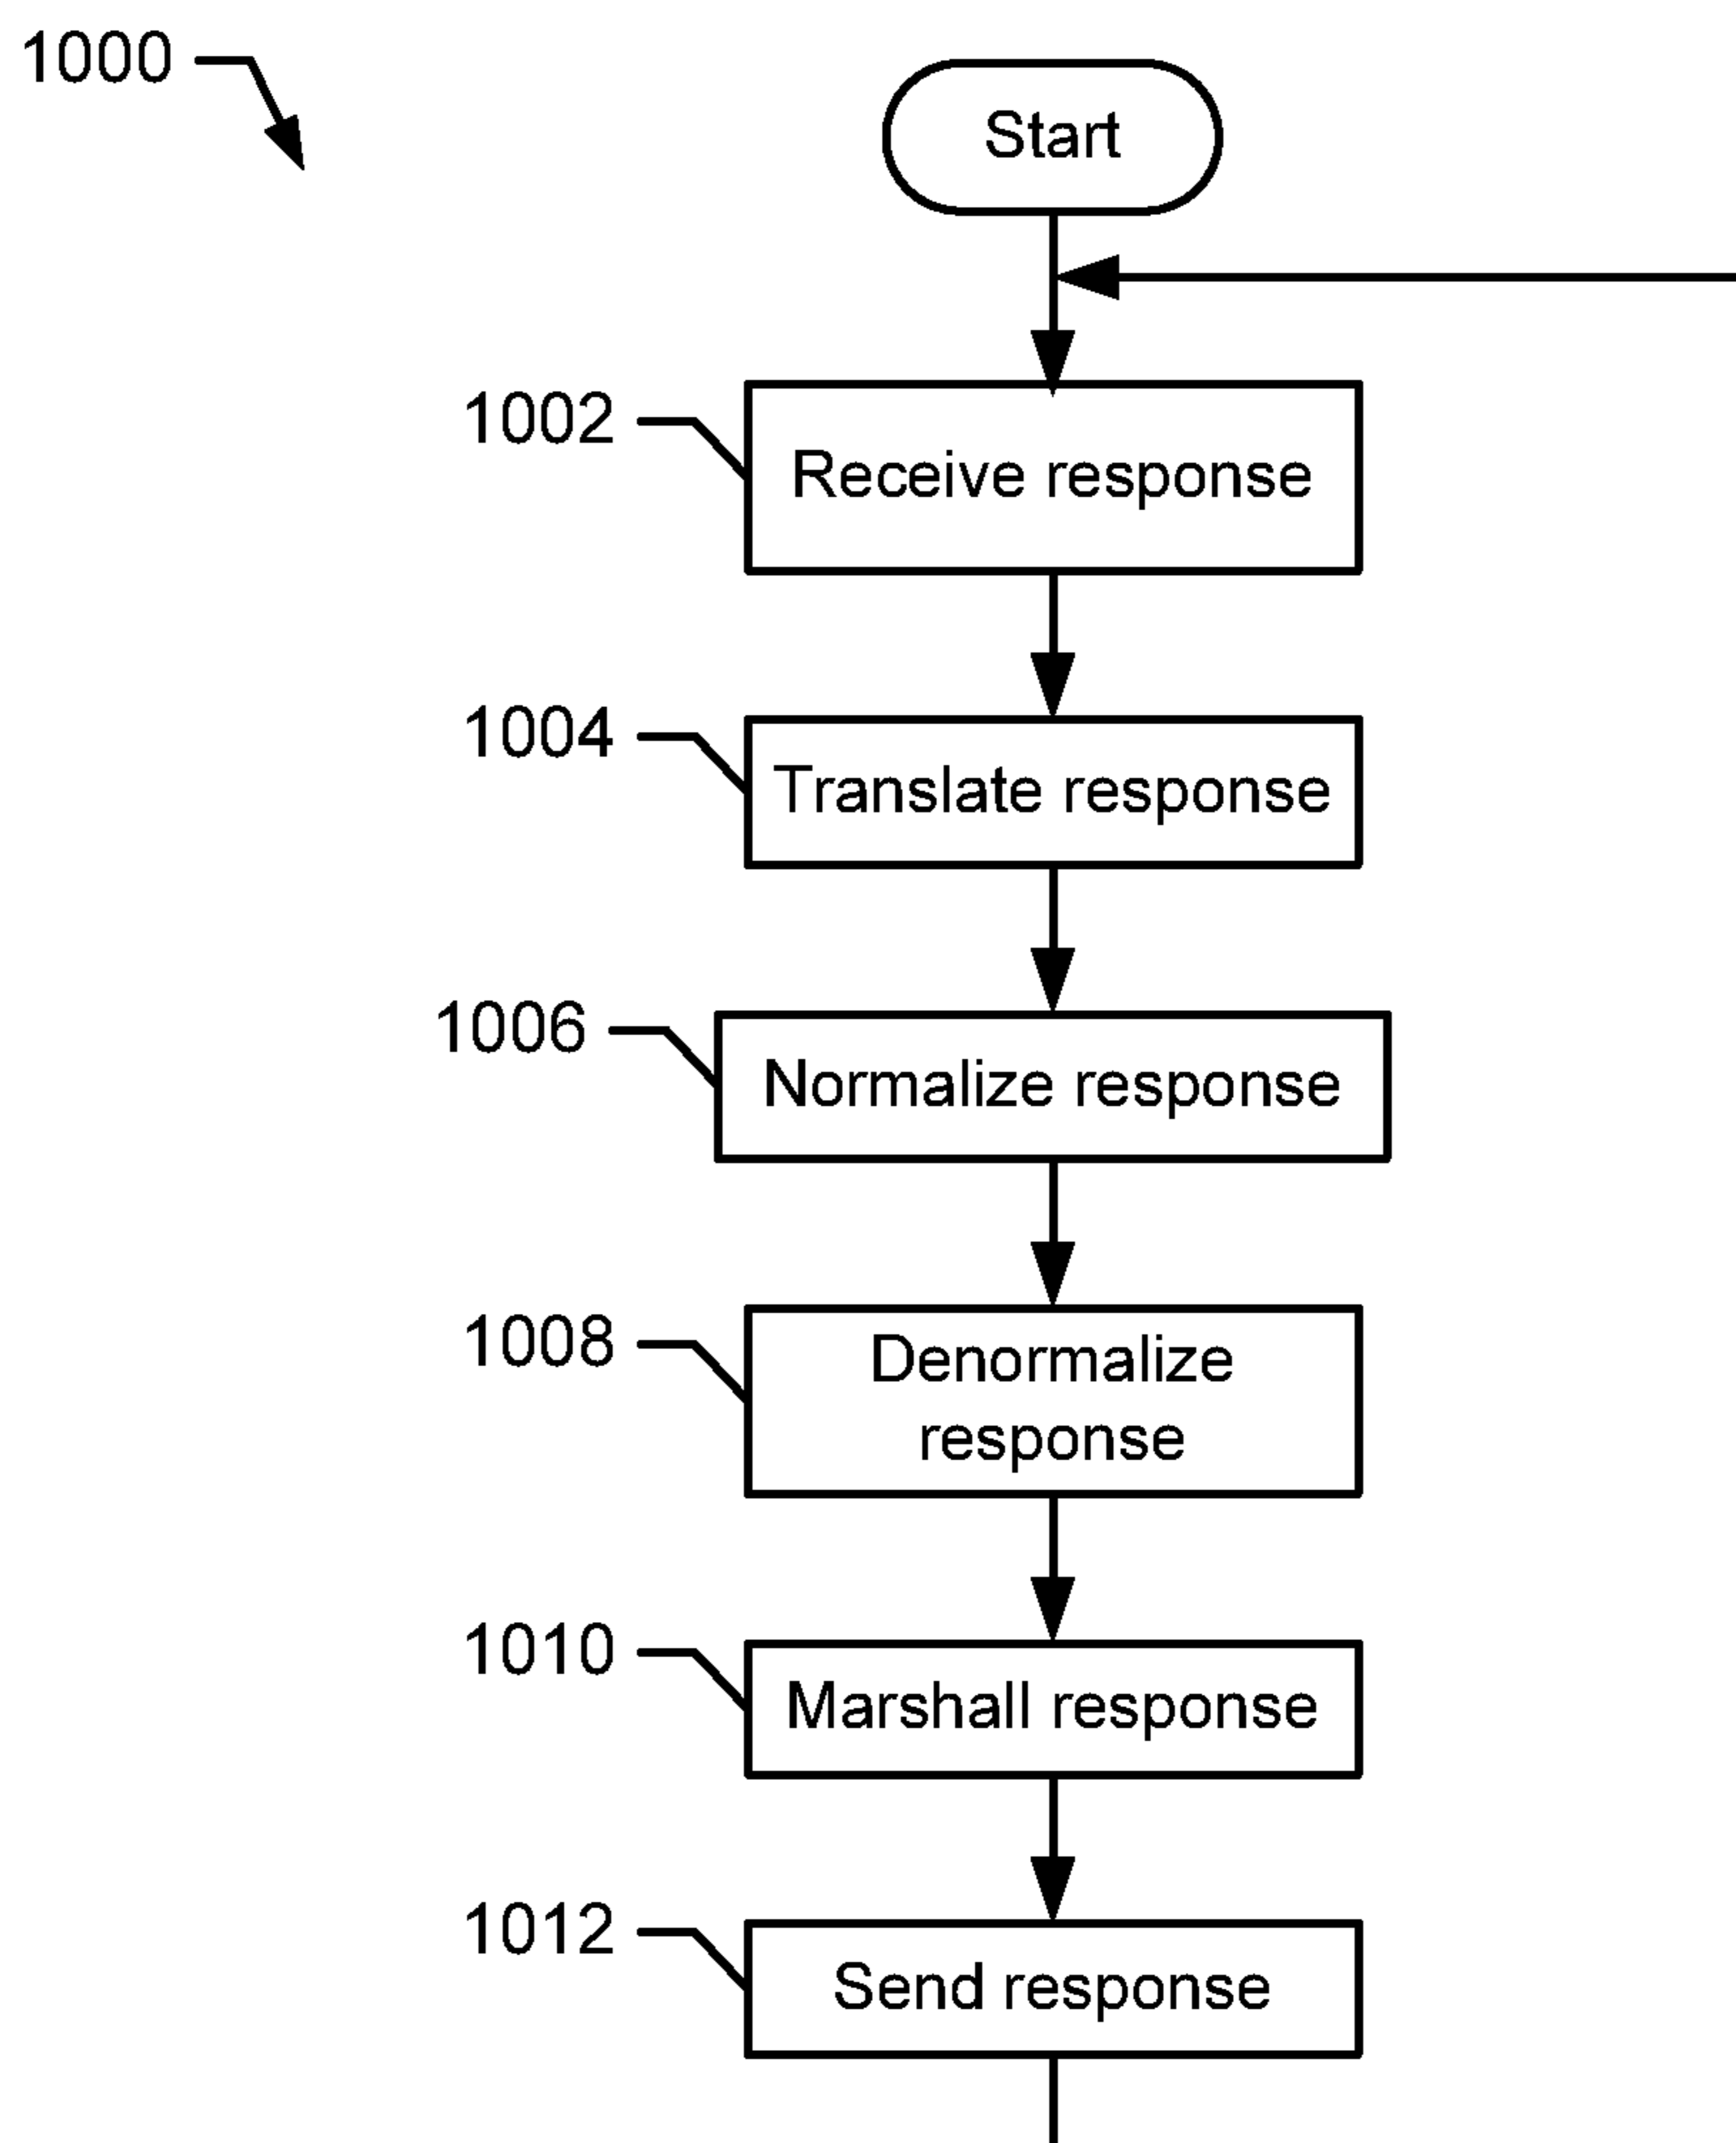 1000
Start
1002
Receive response
1004
Translate response
1006
Normalize response
1008
Denormalize
response
1010
Marshall response
1012
Send response